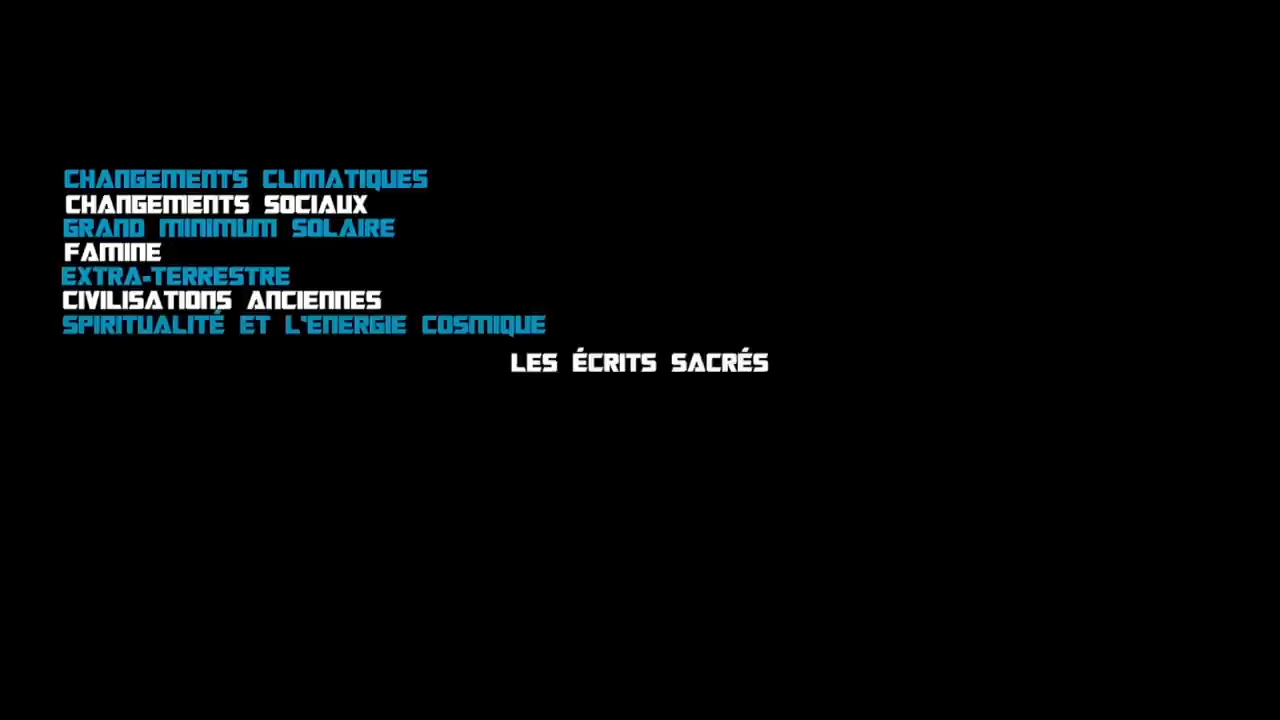 CHANGEMENTS CLIMATIQUES
CHANGEMENTS SOCIAUX
GRAND MINIMUM SOLAIRE
FAMINE
EXTRA-TERRESTRE
CIVILISATIONS ANCIENNES
SPIRITUALITÉ ET L'ENERGIE COSMIQUE
LES ÉCRITS SACRÉS